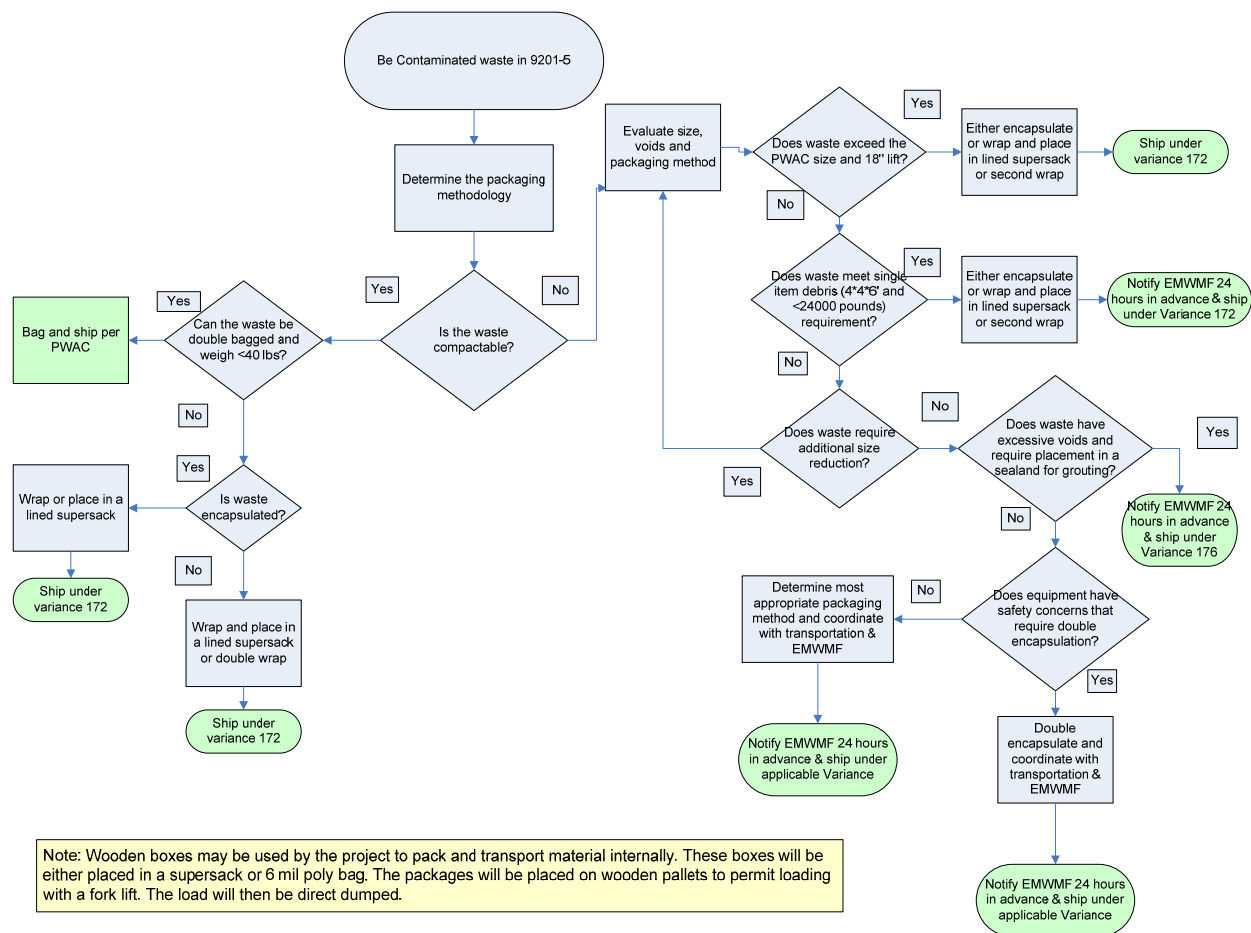 Be Contaminated waste in 9201-5
Determine the packaging
methodology
Is the waste
compactable?
Yes
No
Can the waste be
double bagged and
weigh <40 lbs?
Yes
Bag and ship per
PWAC
No
Is waste
encapsulated?
Yes
Wrap or place in a
lined supersack
Ship under
variance 172
No
Wrap and place in
a lined supersack
or double wrap
Ship under
variance 172
Evaluate size,
voids and
packaging method
Does waste exceed the
PWAC size and 18" lift?
Yes
Either encapsulate
or wrap and place
in lined supersack
or second wrap
Ship under
variance 172
No
Does waste meet single
item debris (4*4*6' and
<24000 pounds)
requirement?
Yes
Either encapsulate
or wrap and place
in lined supersack
or second wrap
Notify EMWMF 24
hours in advance & ship
under Variance 172
No
Does waste require
additional size
reduction?
Yes
No
Does waste have
excessive voids and
require placement in a
sealand for grouting?
Yes
Notify EMWMF 24
hours in advance
& ship under
Variance 176
No
Does equipment have
safety concerns that
require double
encapsulation?
No
Determine most
appropriate packaging
method and coordinate
with transportation &
EMWMF
Notify EMWMF 24 hours
in advance & ship under
applicable Variance
Yes
Double
encapsulate and
coordinate with
transportation &
EMWMF
Notify EMWMF 24 hours
in advance & ship under
applicable Variance
Note: Wooden boxes may be used by the project to pack and transport material internally. These boxes will be
either placed in a supersack or 6 mil poly bag. The packages will be placed on wooden pallets to permit loading
with a fork lift. The load will then be direct dumped.